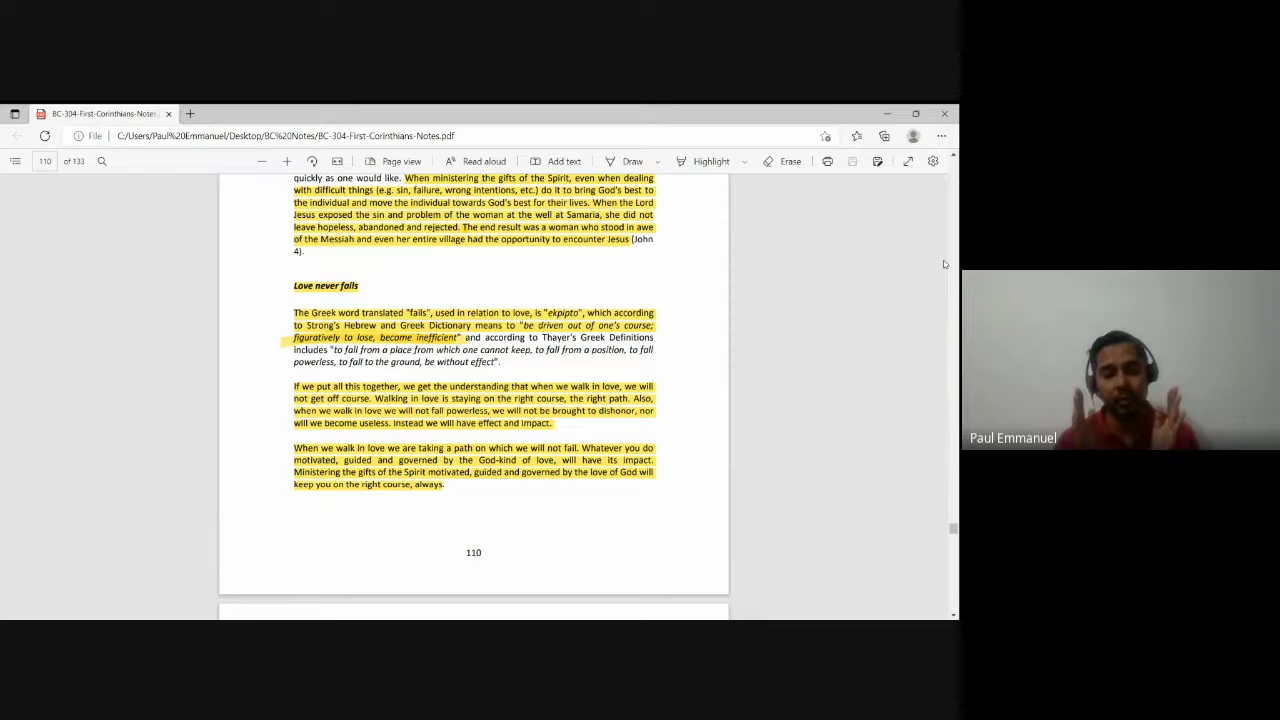 BC-304-First-Corinthians-Notes
File
C:/Users/Paul%20Emmanuel/Desktop/BC%20Notes/BC-304-First-Corinthians-Notes.pdf
110 of 133
Page view
Read aloud
Add text
Draw
Highlight
Erase
quickly as one would like. When ministering the gifts of the Spirit, even when dealing
with difficult things (e.g. sin, failure, wrong intentions, etc.) do it to bring God's best to
the individual and move the individual towards God's best for their lives. When the Lord
Jesus exposed the sin and problem of the woman at the well at Samaria, she did not
leave hopeless, abandoned and rejected. The end result was a woman who stood in awe
of the Messiah and even her entire village had the opportunity to encounter Jesus (John
4).
Love never fails
The Greek word translated "fails", used in relation to love, is "ekpipto", which according
to Strong's Hebrew and Greek Dictionary means to "be driven out of one's course;
figuratively to lose, become inefficient" and according to Thayer's Greek Definitions
includes "to fall from a place from which one cannot keep, to fall from a position, to fall
powerless, to fall to the ground, be without effect".
If we put all this together, we get the understanding that when we walk in love, we will
not get off course. Walking in love is staying on the right course, the right path. Also,
when we walk in love we will not fall powerless, we will not be brought to dishonor, nor
will we become useless. Instead we will have effect and impact.
When we walk in love we are taking a path on which we will not fail. Whatever you do
motivated, guided and governed by the God-kind of love, will have its impact.
Ministering the gifts of the Spirit motivated, guided and governed by the love of God will
keep you on the right course, always.
110
Paul Emmanuel